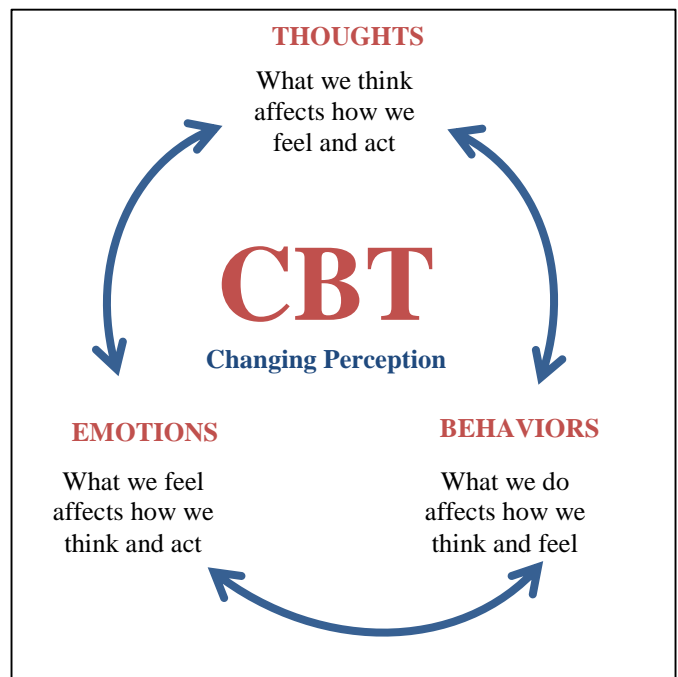 THOUGHTS
What we think
affects how we
feel and act
CBT
Changing Perception
EMOTIONS
What we feel
affects how we
think and act
BEHAVIORS
What we do
affects how we
think and feel